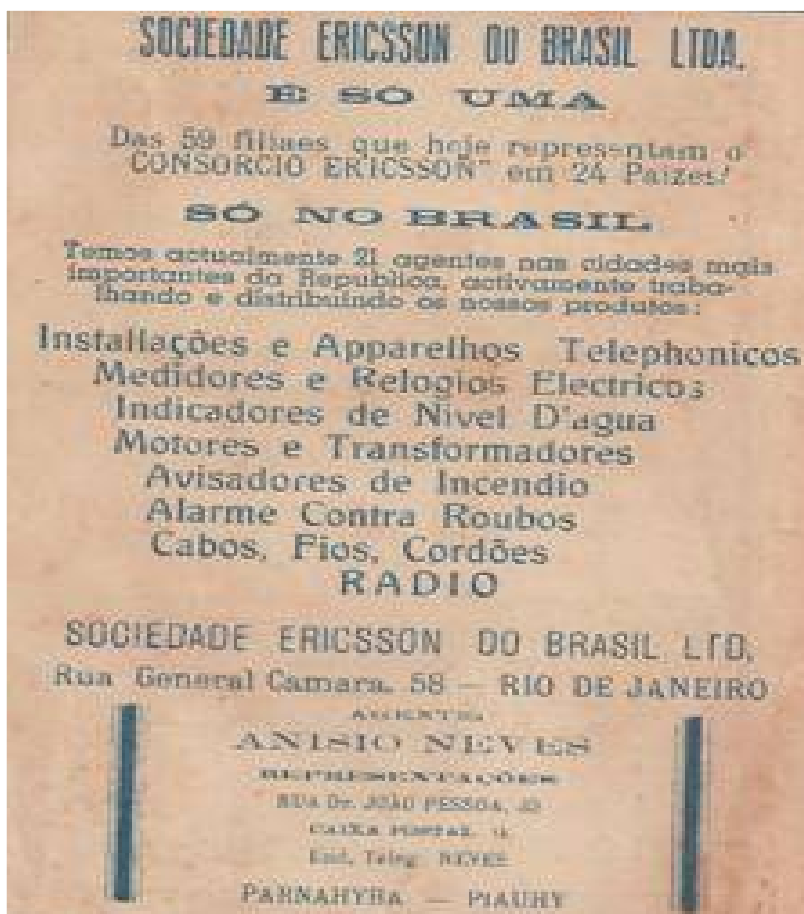 SOCIEDADE ERICSSON DO BRASIL LTDA.
E SÓ UMA
Das 59 filiaes que hoje representam o
CONSORCIO ERICSSON" em 24 Paizes!
SÓ NO BRASIL
Temos actualmente 21 agentes nas cidades mais
importantes da Republica, activamente traba-
lhando e distribuindo os nossos produtos:
Installações e Apparelhos Telephonicos
Medidores e Relogios Electricos
Indicadores de Nivel D'agua
Motores e Transformadores
Avisadores de Incendio
Alarme Contra Roubos
Cabos, Fios, Cordões
RADIO
SOCIEDADE ERICSSON DO BRASIL LTD.
Rua General Camara, 58 — RIO DE JANEIRO
AGENTE:
ANISIO NEVES
REPRESENTAÇÕES
RUA Dr. JOÃO PESSOA,
CAIXA POSTAL
End. Teleg. NEVES
PARNAHYBA — PIAUHY